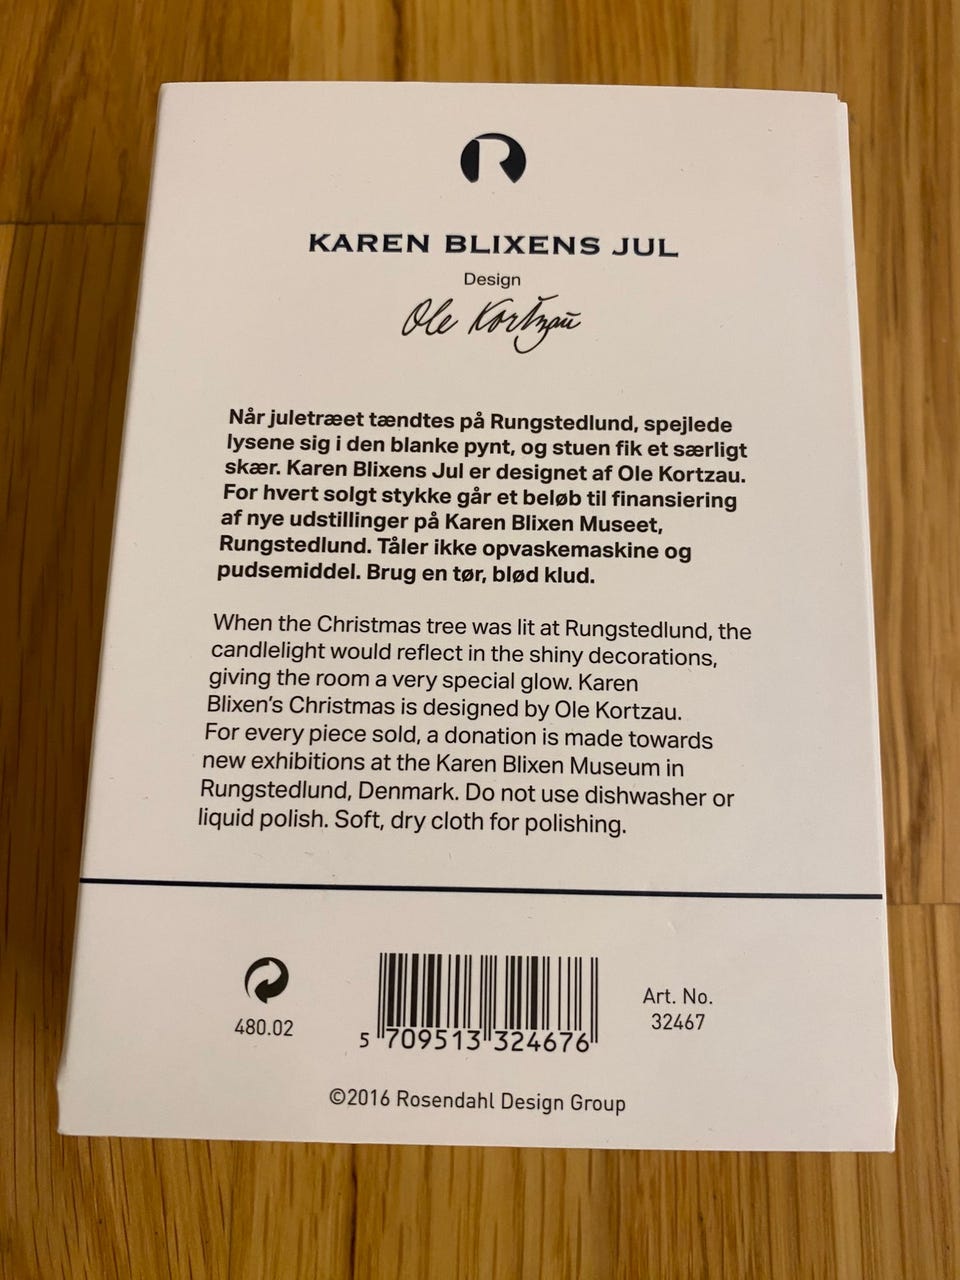 R
KAREN BLIXENS JUL
Design
Ole Kortzau
Når juletræet tændtes på Rungstedlund, spejlede
lysene sig i den blanke pynt, og stuen fik et særligt
skær. Karen Blixens Jul er designet af Ole Kortzau.
For hvert solgt stykke går et beløb til finansiering
af nye udstillinger på Karen Blixen Museet,
Rungstedlund. Tåler ikke opvaskemaskine og
pudsemiddel. Brug en tør, blød klud.
When the Christmas tree was lit at Rungstedlund, the
candlelight would reflect in the shiny decorations,
giving the room a very special glow. Karen
Blixen's Christmas is designed by Ole Kortzau.
For every piece sold, a donation is made towards
new exhibitions at the Karen Blixen Museum in
Rungstedlund, Denmark. Do not use dishwasher or
liquid polish. Soft, dry cloth for polishing.
480.02
5 709513 324676
Art. No.
32467
©2016 Rosendahl Design Group